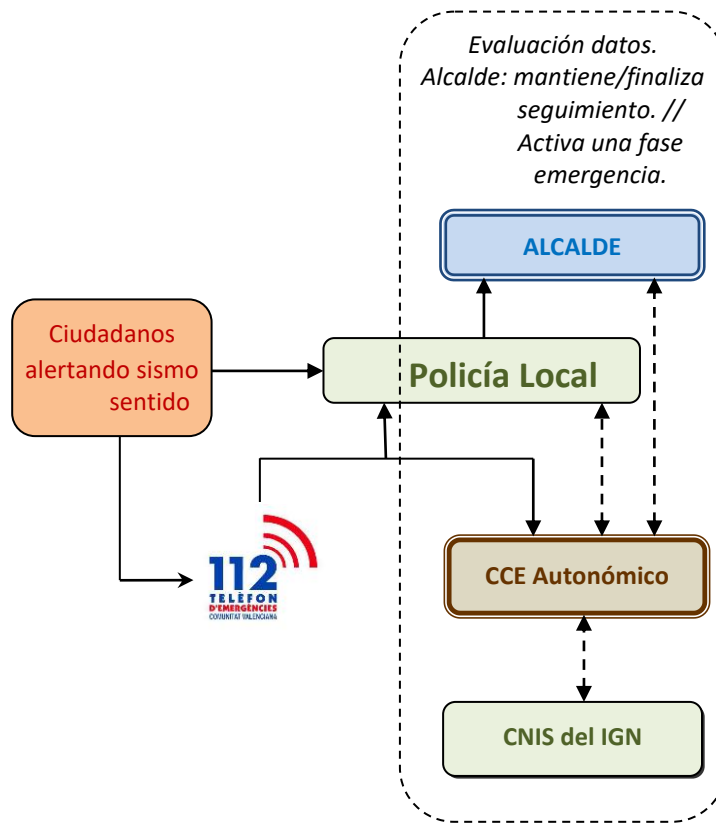 Evaluación datos.
Alcalde: mantiene/finaliza
seguimiento. //
Activa una fase
emergencia.
ALCALDE
Ciudadanos
alertando sismo
sentido
Policía Local
112
TELÈFON
D'EMERGÈNCIES
COMUNITAT VALENCIANA
CCE Autonómico
CNIS del IGN